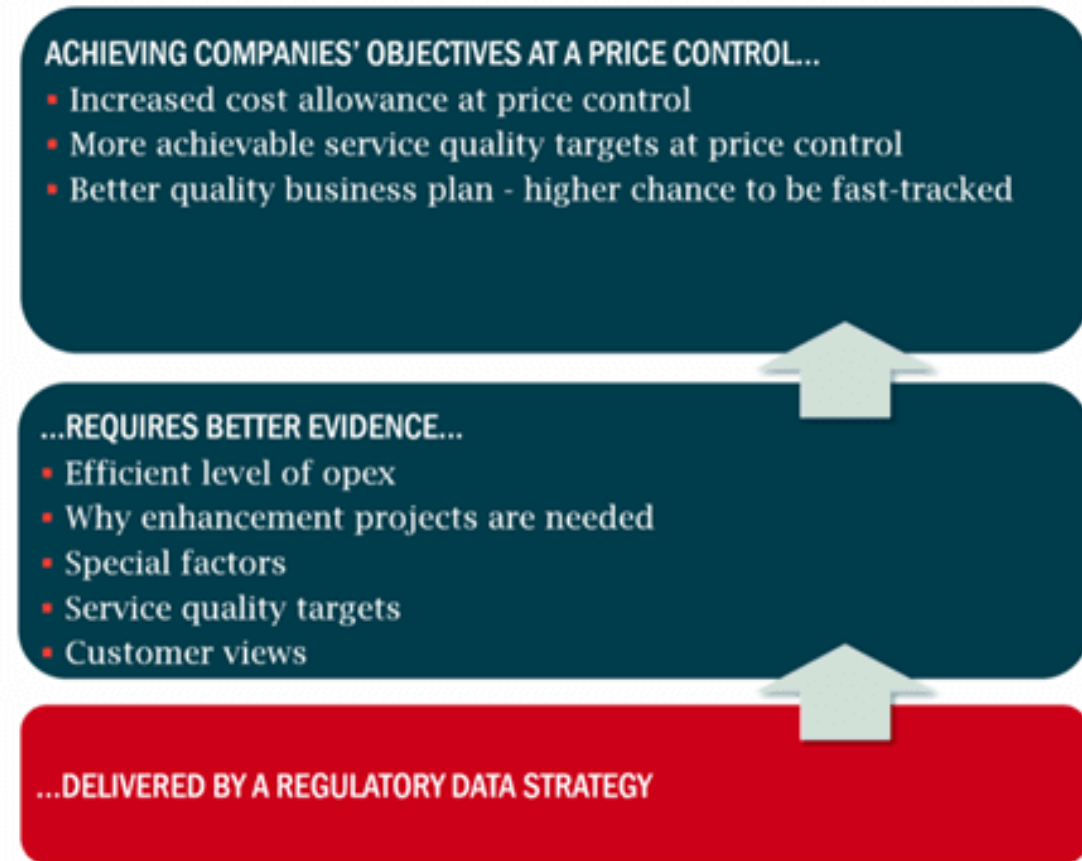 ACHIEVING COMPANIES' OBJECTIVES AT A PRICE CONTROL...
▪ Increased cost allowance at price control
▪ More achievable service quality targets at price control
▪ Better quality business plan - higher chance to be fast-tracked
...REQUIRES BETTER EVIDENCE...
▪ Efficient level of opex
▪ Why enhancement projects are needed
▪ Special factors
▪ Service quality targets
▪ Customer views
...DELIVERED BY A REGULATORY DATA STRATEGY